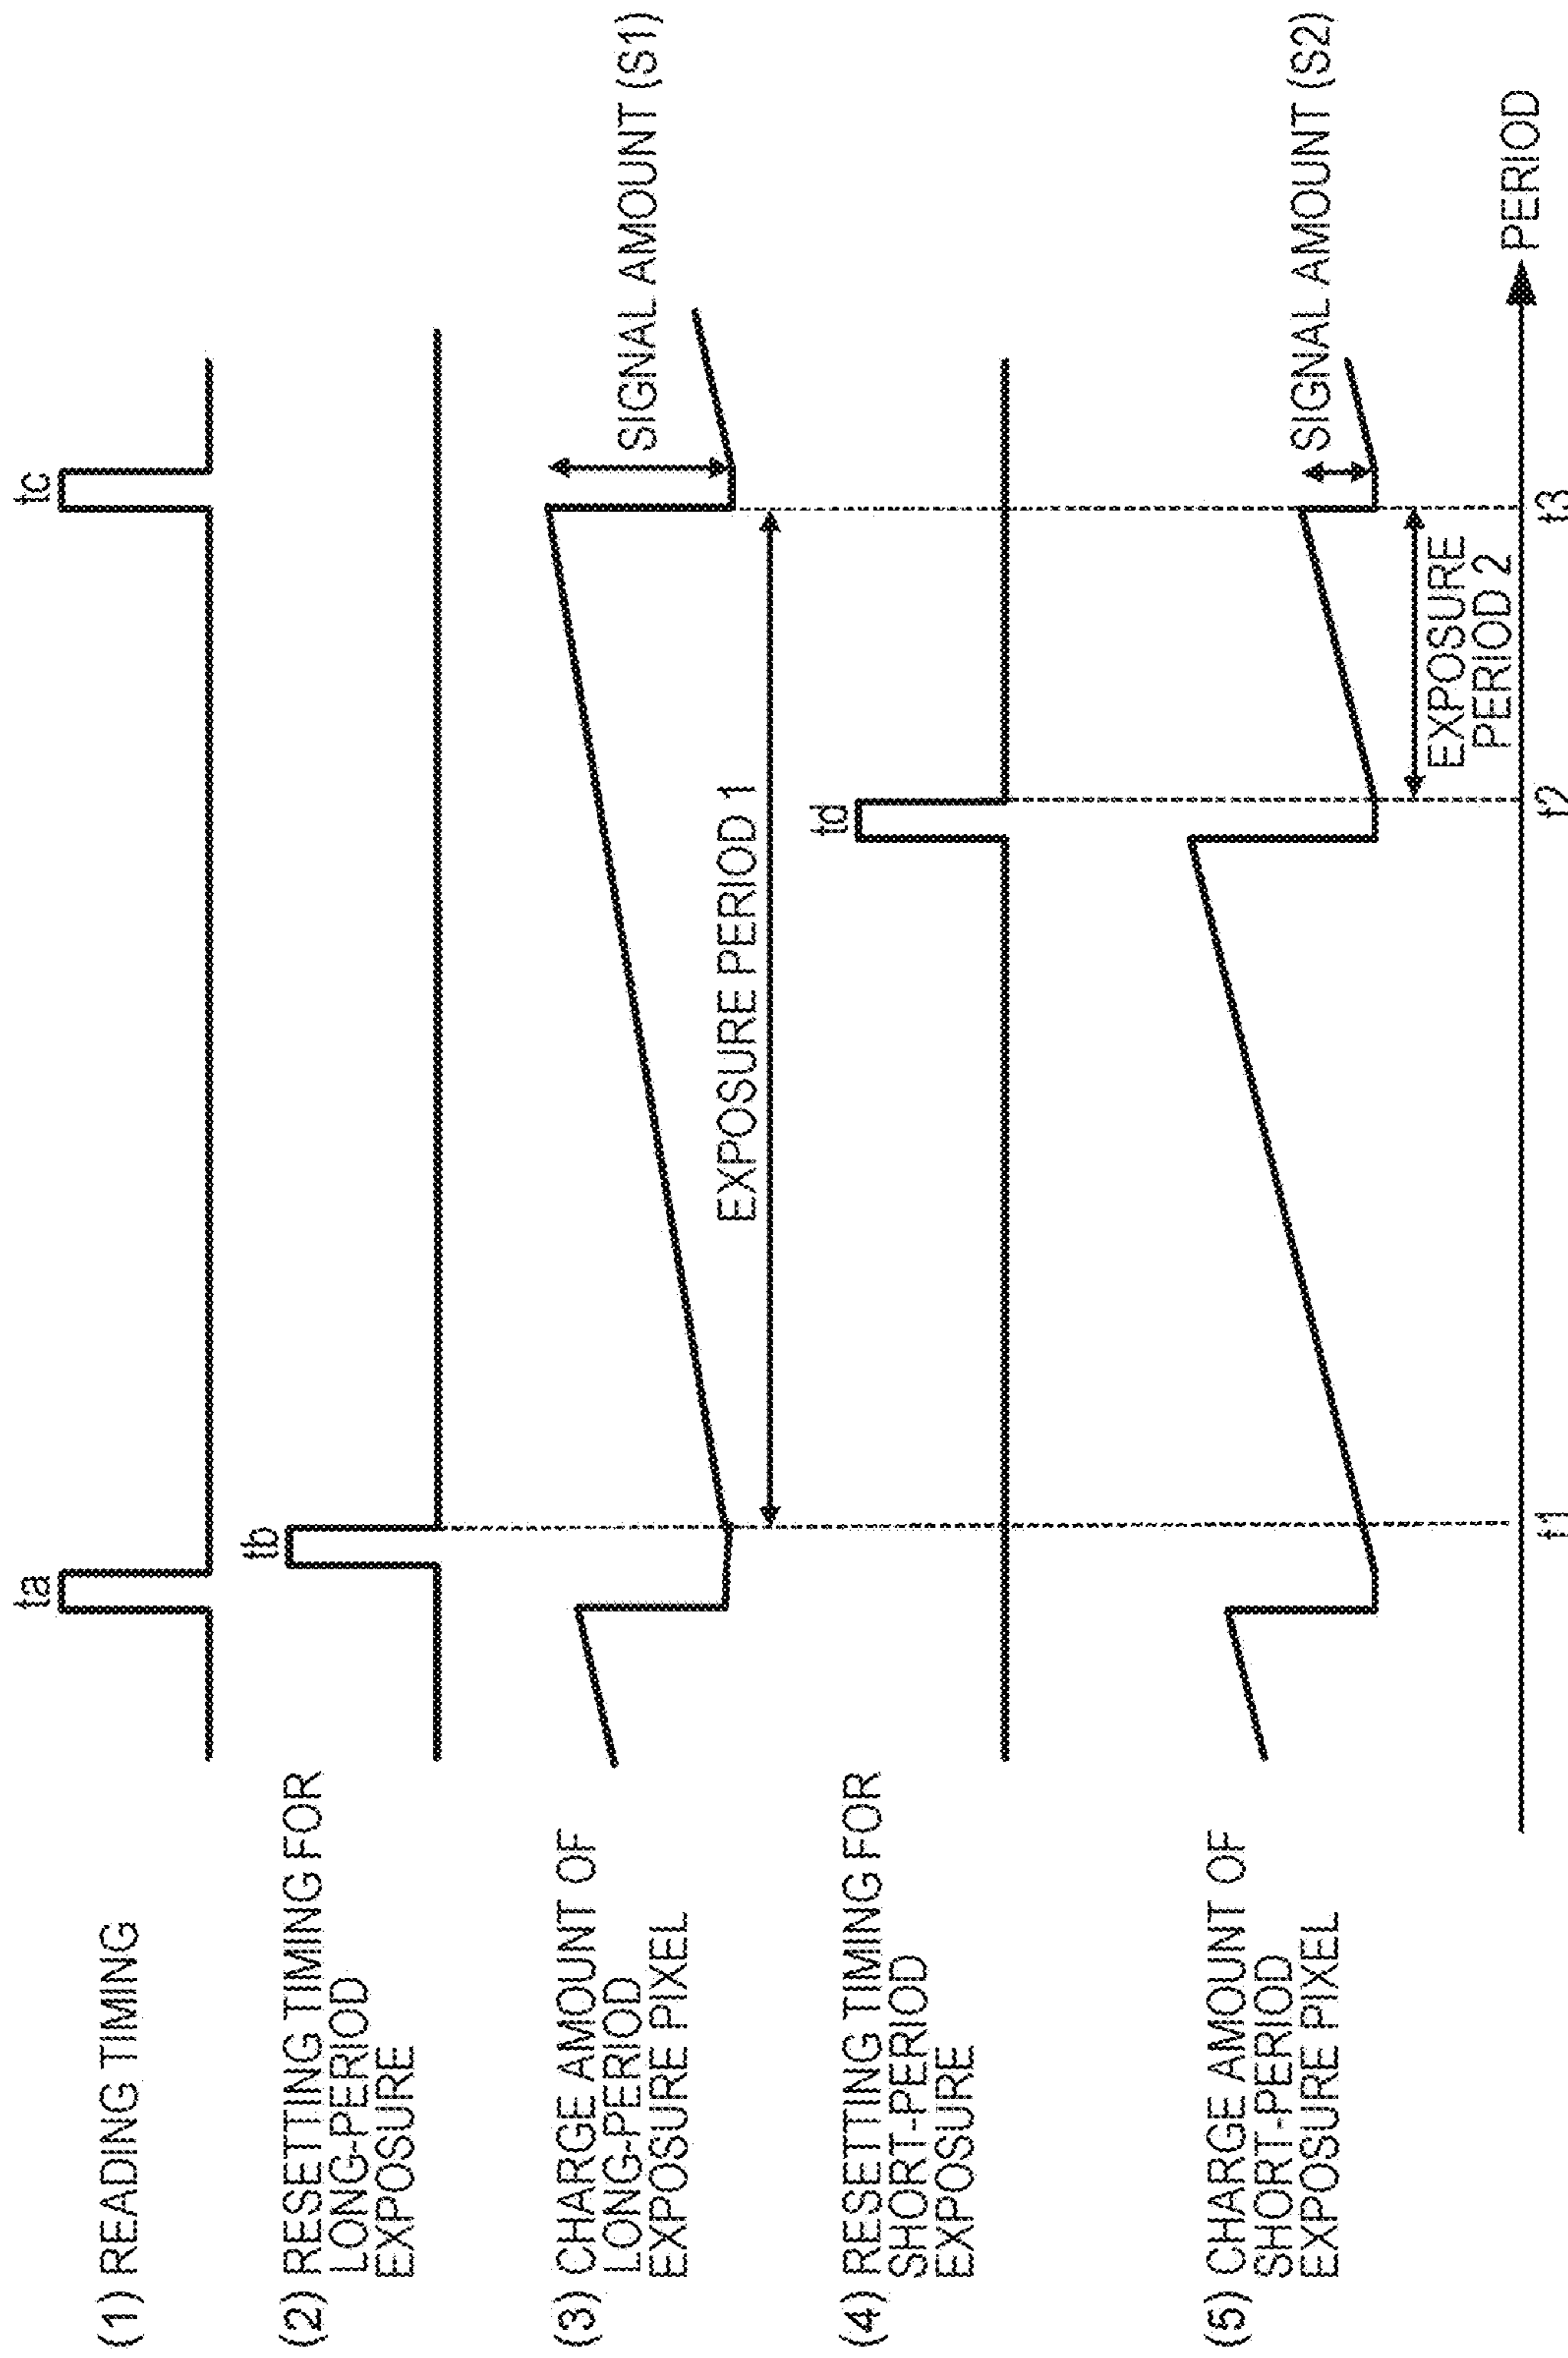 (1) READING TIMING
ta
tc
(2) RESETTING TIMING FOR
LONG-PERIOD
EXPOSURE
tb
(3) CHARGE AMOUNT OF
LONG-PERIOD
EXPOSURE PIXEL
SIGNAL AMOUNT (S1)
EXPOSURE PERIOD 1
(4) RESETTING TIMING FOR
SHORT-PERIOD
EXPOSURE
td
(5) CHARGE AMOUNT OF
SHORT-PERIOD
EXPOSURE PIXEL
SIGNAL AMOUNT (S2)
EXPOSURE
PERIOD 2
PERIOD
t1
t2
t3